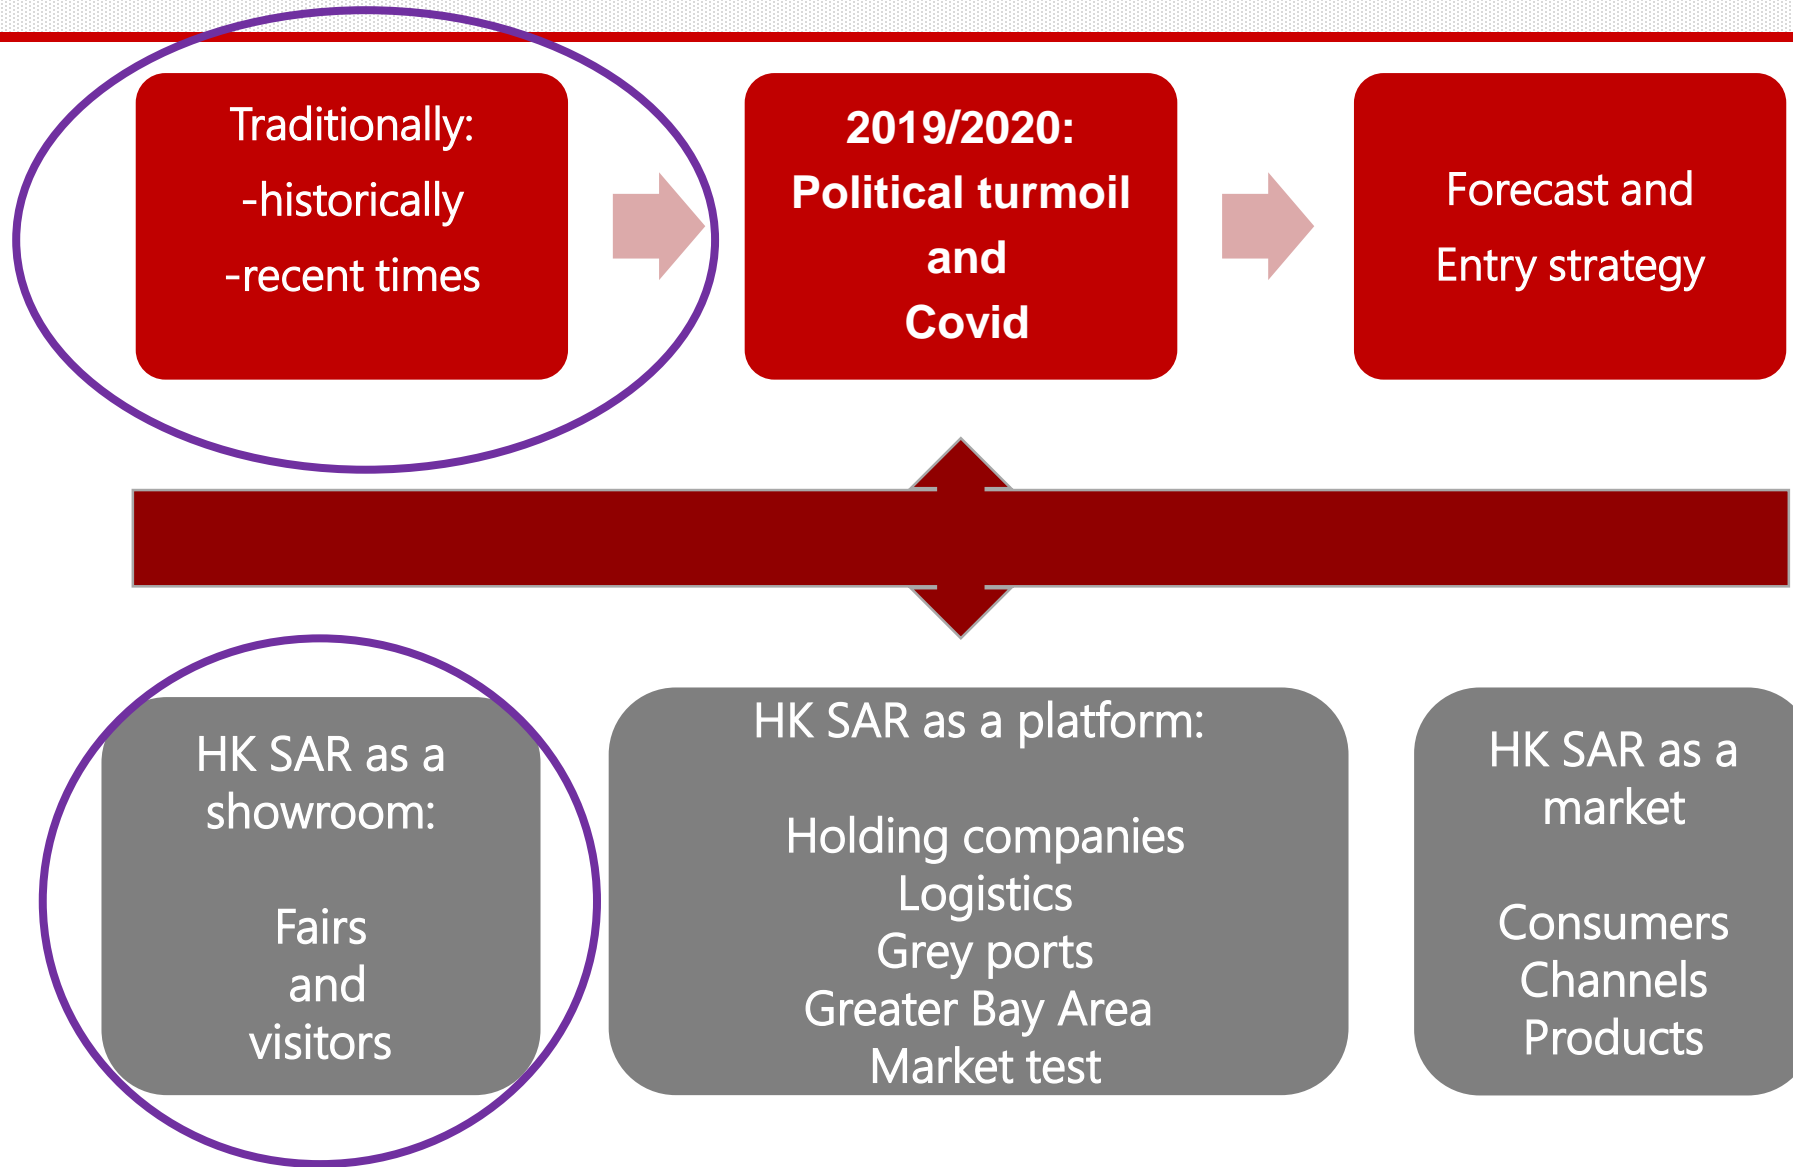 Traditionally:
-historically
-recent times
2019/2020:
Political turmoil
and
Covid
Forecast and
Entry strategy
HK SAR as a
showroom:
Fairs
and
visitors
HK SAR as a platform:
Holding companies
Logistics
Grey ports
Greater Bay Area
Market test
HK SAR as a
market
Consumers
Channels
Products